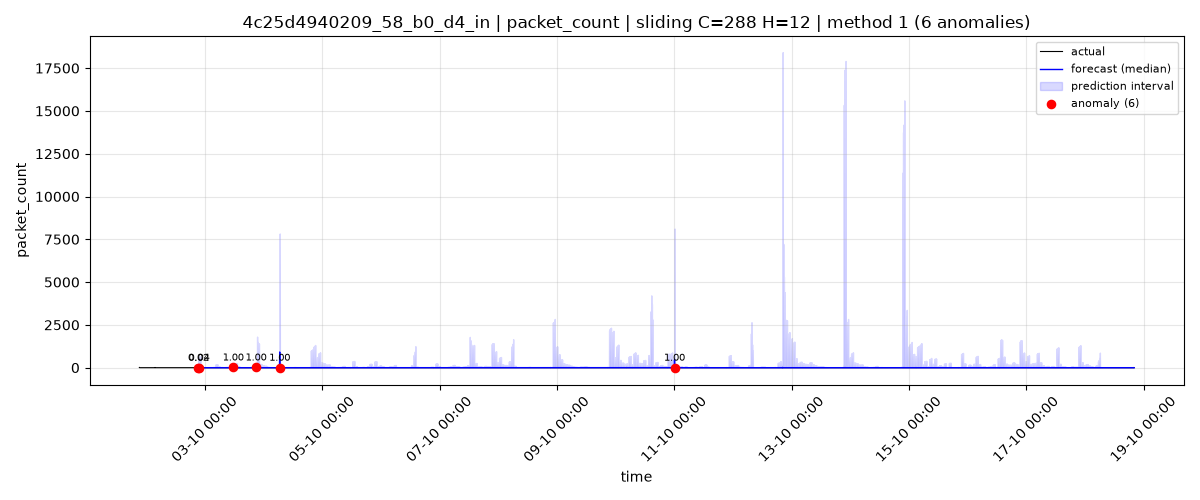 4c25d4940209_58_b0_d4_in | packet_count | sliding C=288 H=12 | method 1 (6 anomalies)
actual
forecast (median)
prediction interval
anomaly (6)
packet_count
17500
15000
12500
10000
7500
5000
2500
0
1.00 1.00 1.00 1.00
03-10 00:00
05-10 00:00
07-10 00:00
09-10 00:00
11-10 00:00
13-10 00:00
15-10 00:00
17-10 00:00
19-10 00:00
time